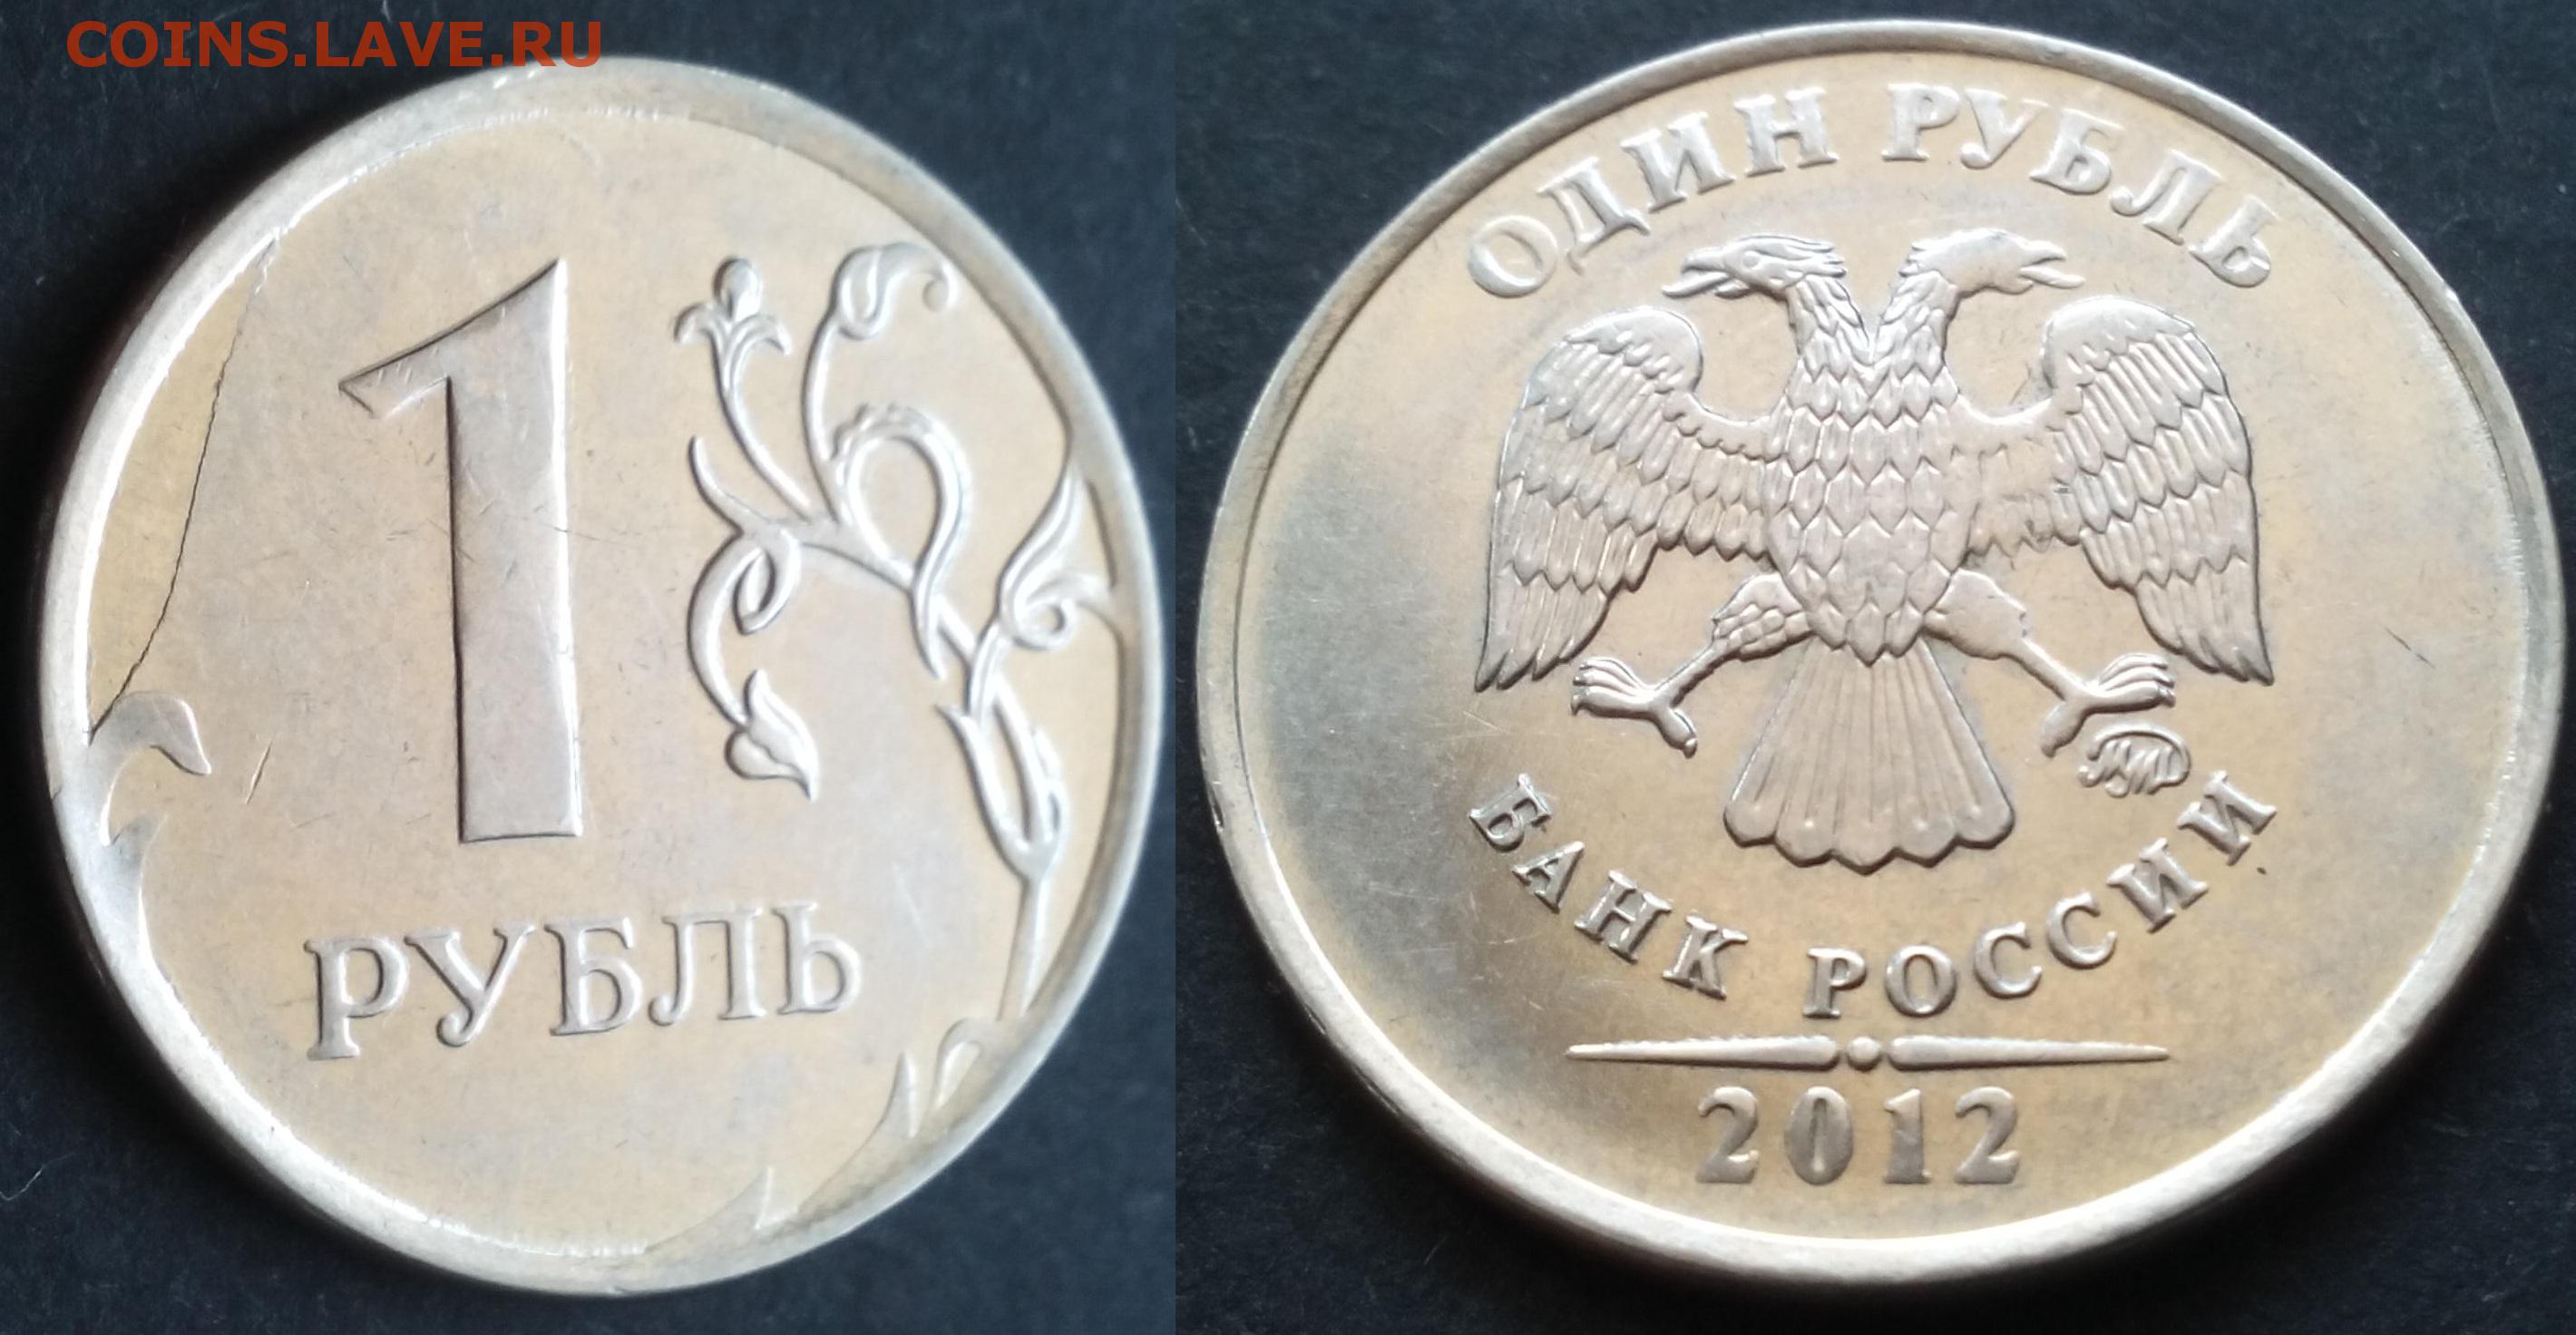 COINS.LAVE.RU
1
РУБЛЬ
ОДИН РУБЛЬ
БАНК РОССИИ
2012